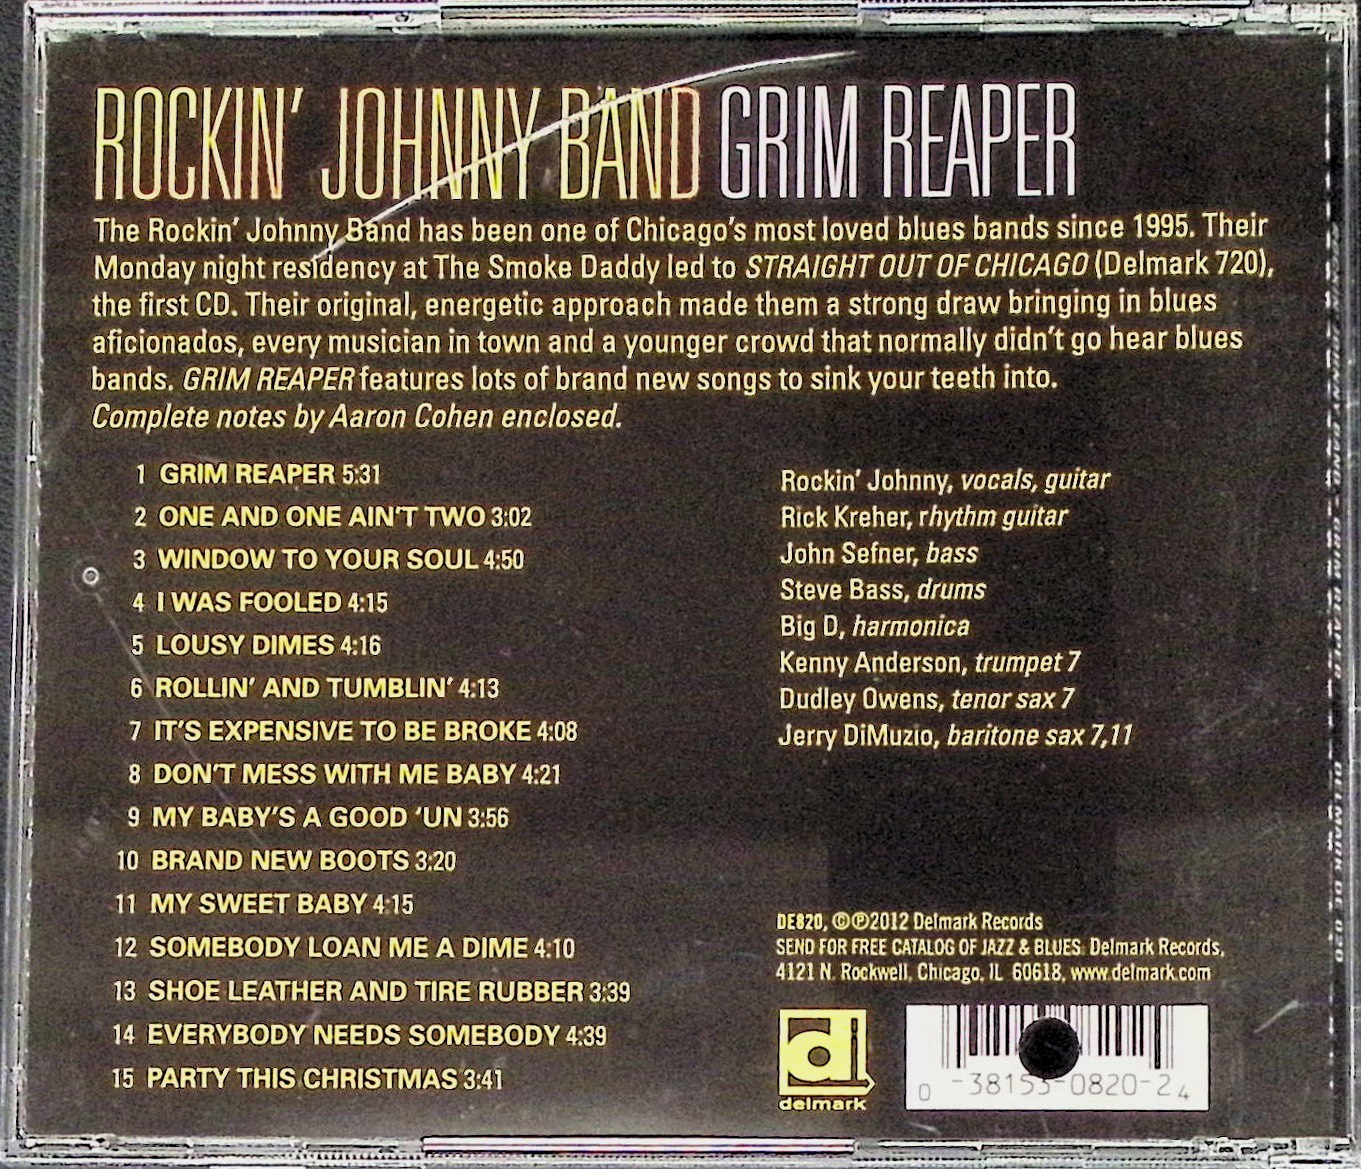 ROCKIN' JOHNNY BAND GRIM REAPER
The Rockin' Johnny Band has been one of Chicago's most loved blues bands since 1995. Their
Monday night residency at The Smoke Daddy led to STRAIGHT OUT OF CHICAGO (Delmark 720),
the first CD. Their original, energetic approach made them a strong draw bringing in blues
aficionados, every musician in town and a younger crowd that normally didn't go hear blues
bands. GRIM REAPER features lots of brand new songs to sink your teeth into.
Complete notes by Aaron Cohen enclosed.
1 GRIM REAPER 5:31
2 ONE AND ONE AIN'T TWO 3:02
3 WINDOW TO YOUR SOUL 4:50
4 I WAS FOOLED 4:15
5 LOUSY DIMES 4:16
6 ROLLIN' AND TUMBLIN' 4:13
7 IT'S EXPENSIVE TO BE BROKE 4:08
8 DON'T MESS WITH ME BABY 4:21
9 MY BABY'S A GOOD 'UN 3:56
10 BRAND NEW BOOTS 3:20
11 MY SWEET BABY 4:15
12 SOMEBODY LOAN ME A DIME 4:10
13 SHOE LEATHER AND TIRE RUBBER 3:39
14 EVERYBODY NEEDS SOMEBODY 4:39
15 PARTY THIS CHRISTMAS 3:41
Rockin' Johnny, vocals, guitar
Rick Kreher, rhythm guitar
John Sefner, bass
Steve Bass, drums
Big D, harmonica
Kenny Anderson, trumpet 7
Dudley Owens, tenor sax 7
Jerry DiMuzio, baritone sax 7,11
DE820, ©℗2012 Delmark Records
SEND FOR FREE CATALOG OF JAZZ & BLUES. Delmark Records,
4121 N. Rockwell, Chicago, IL 60618, www.delmark.com
d
delmark
0 -38153-0820-2 4
ROCKIN' JOHNNY BAND · GRIM REAPER · DELMARK DE 820